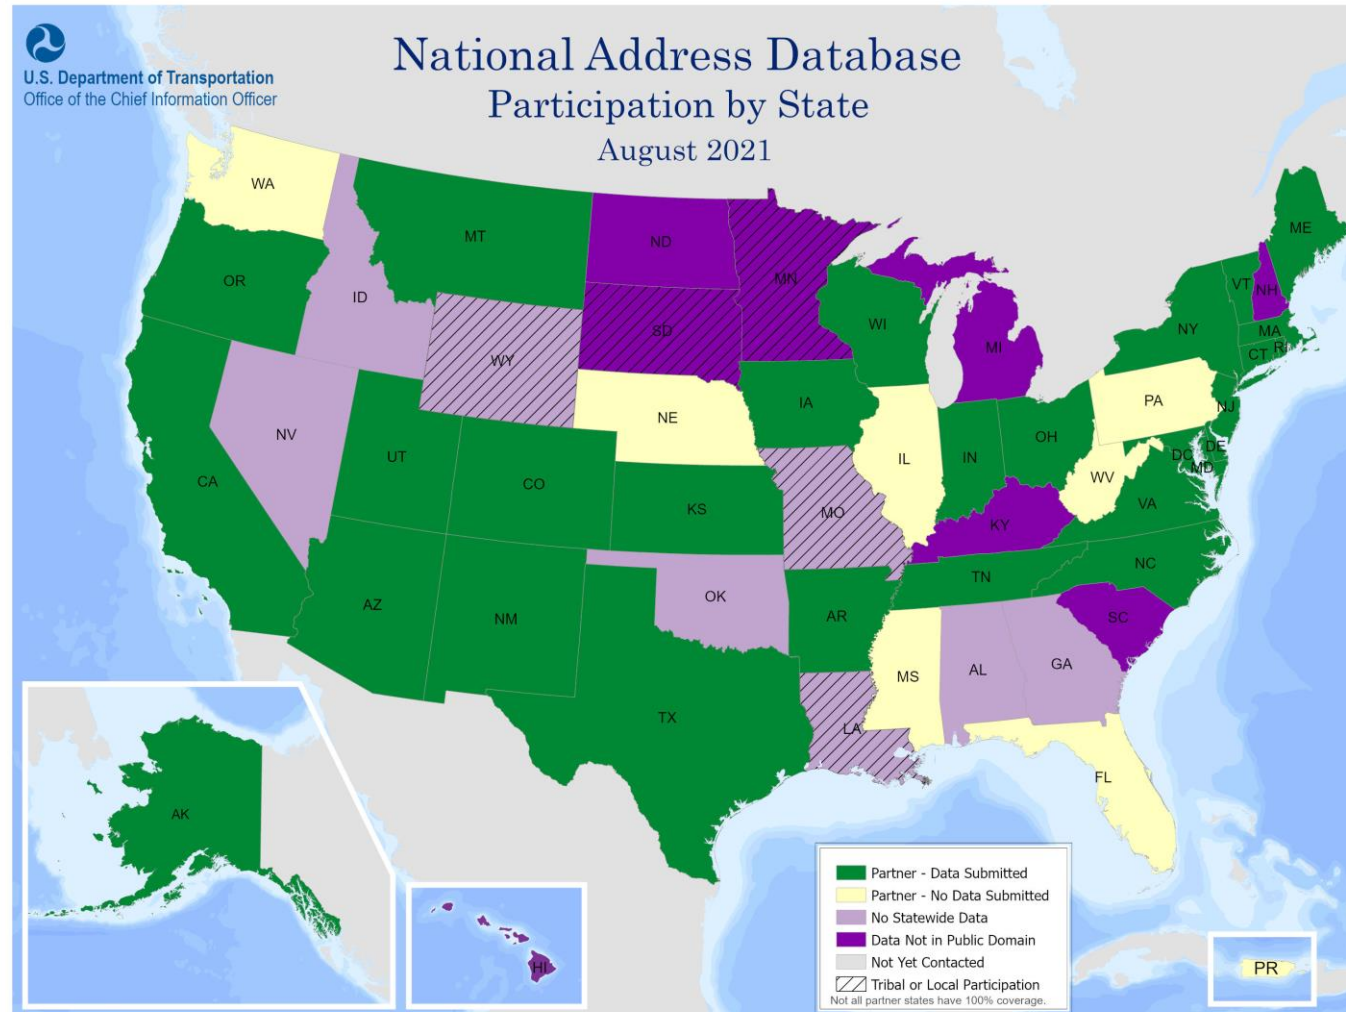 U.S. Department of Transportation
Office of the Chief Information Officer
National Address Database
Participation by State
August 2021
WA
MT
ND
MN
ME
OR
ID
VT
NH
WY
SD
WI
NY
MA
MI
CT
RI
NE
IA
PA
NJ
NV
UT
CO
IL
IN
OH
DE
DC
MD
CA
KS
WV
VA
MO
KY
AZ
NM
OK
AR
TN
NC
SC
TX
MS
AL
GA
LA
FL
AK
HI
PR
Partner - Data Submitted
Partner - No Data Submitted
No Statewide Data
Data Not in Public Domain
Not Yet Contacted
Tribal or Local Participation
Not all partner states have 100% coverage.